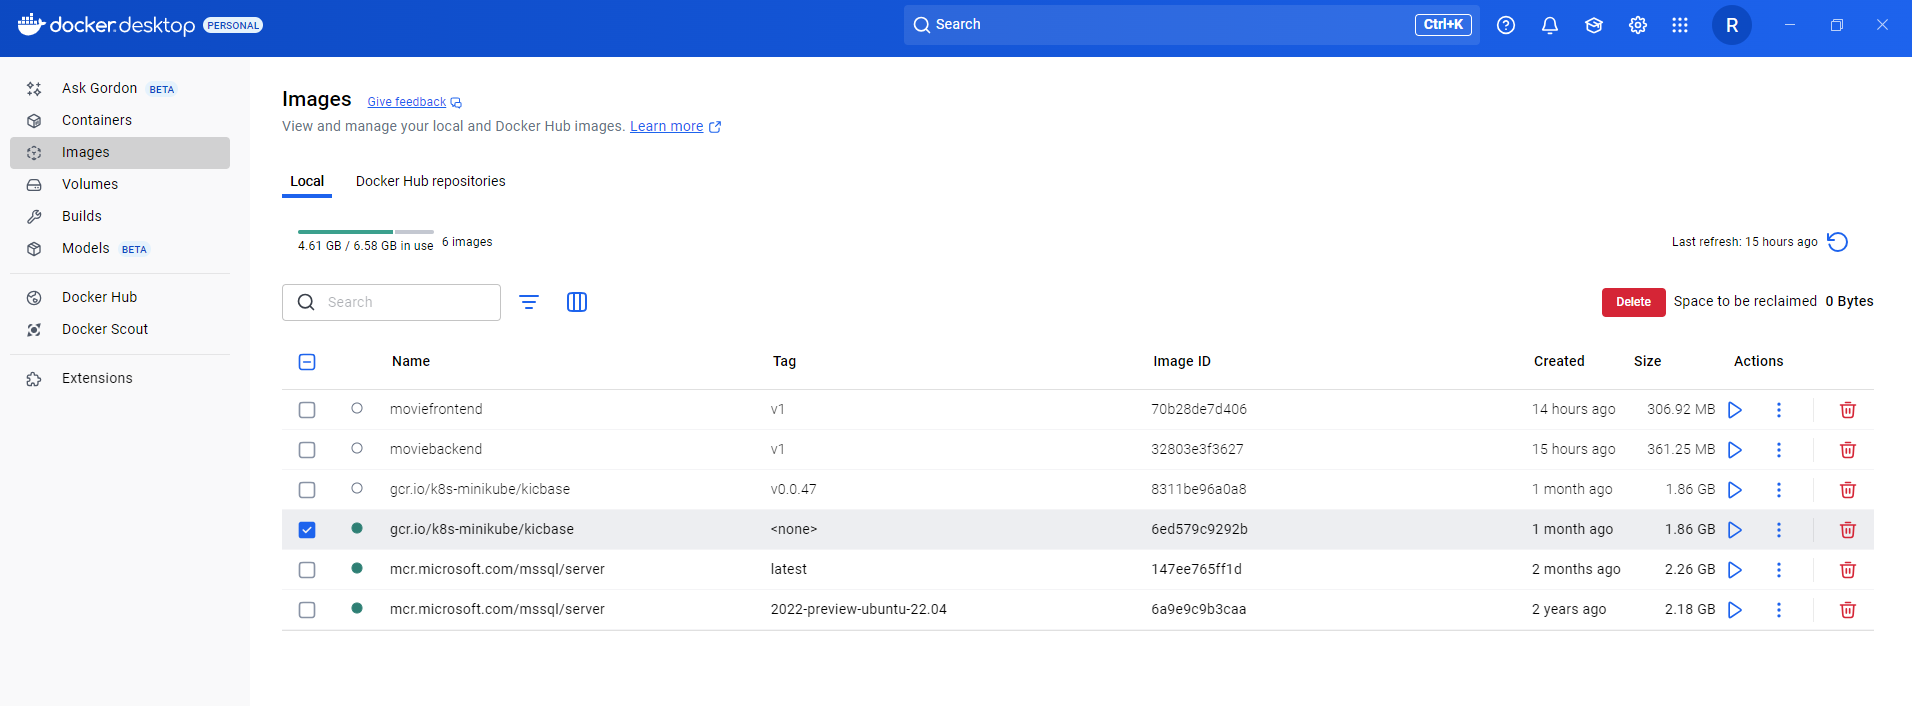 docker.desktop PERSONAL
Search Ctrl+K R
Ask Gordon BETA
Containers
Images
Volumes
Builds
Models BETA
Docker Hub
Docker Scout
Extensions
Images Give feedback
View and manage your local and Docker Hub images. Learn more
Local Docker Hub repositories
4.61 GB / 6.58 GB in use 6 images Last refresh: 15 hours ago
Search Delete Space to be reclaimed 0 Bytes
Name Tag Image ID Created Size Actions
moviefrontend v1 70b28de7d406 14 hours ago 306.92 MB
moviebackend v1 32803e3f3627 15 hours ago 361.25 MB
gcr.io/k8s-minikube/kicbase v0.0.47 8311be96a0a8 1 month ago 1.86 GB
gcr.io/k8s-minikube/kicbase <none> 6ed579c9292b 1 month ago 1.86 GB
mcr.microsoft.com/mssql/server latest 147ee765ff1d 2 months ago 2.26 GB
mcr.microsoft.com/mssql/server 2022-preview-ubuntu-22.04 6a9e9c9b3caa 2 years ago 2.18 GB